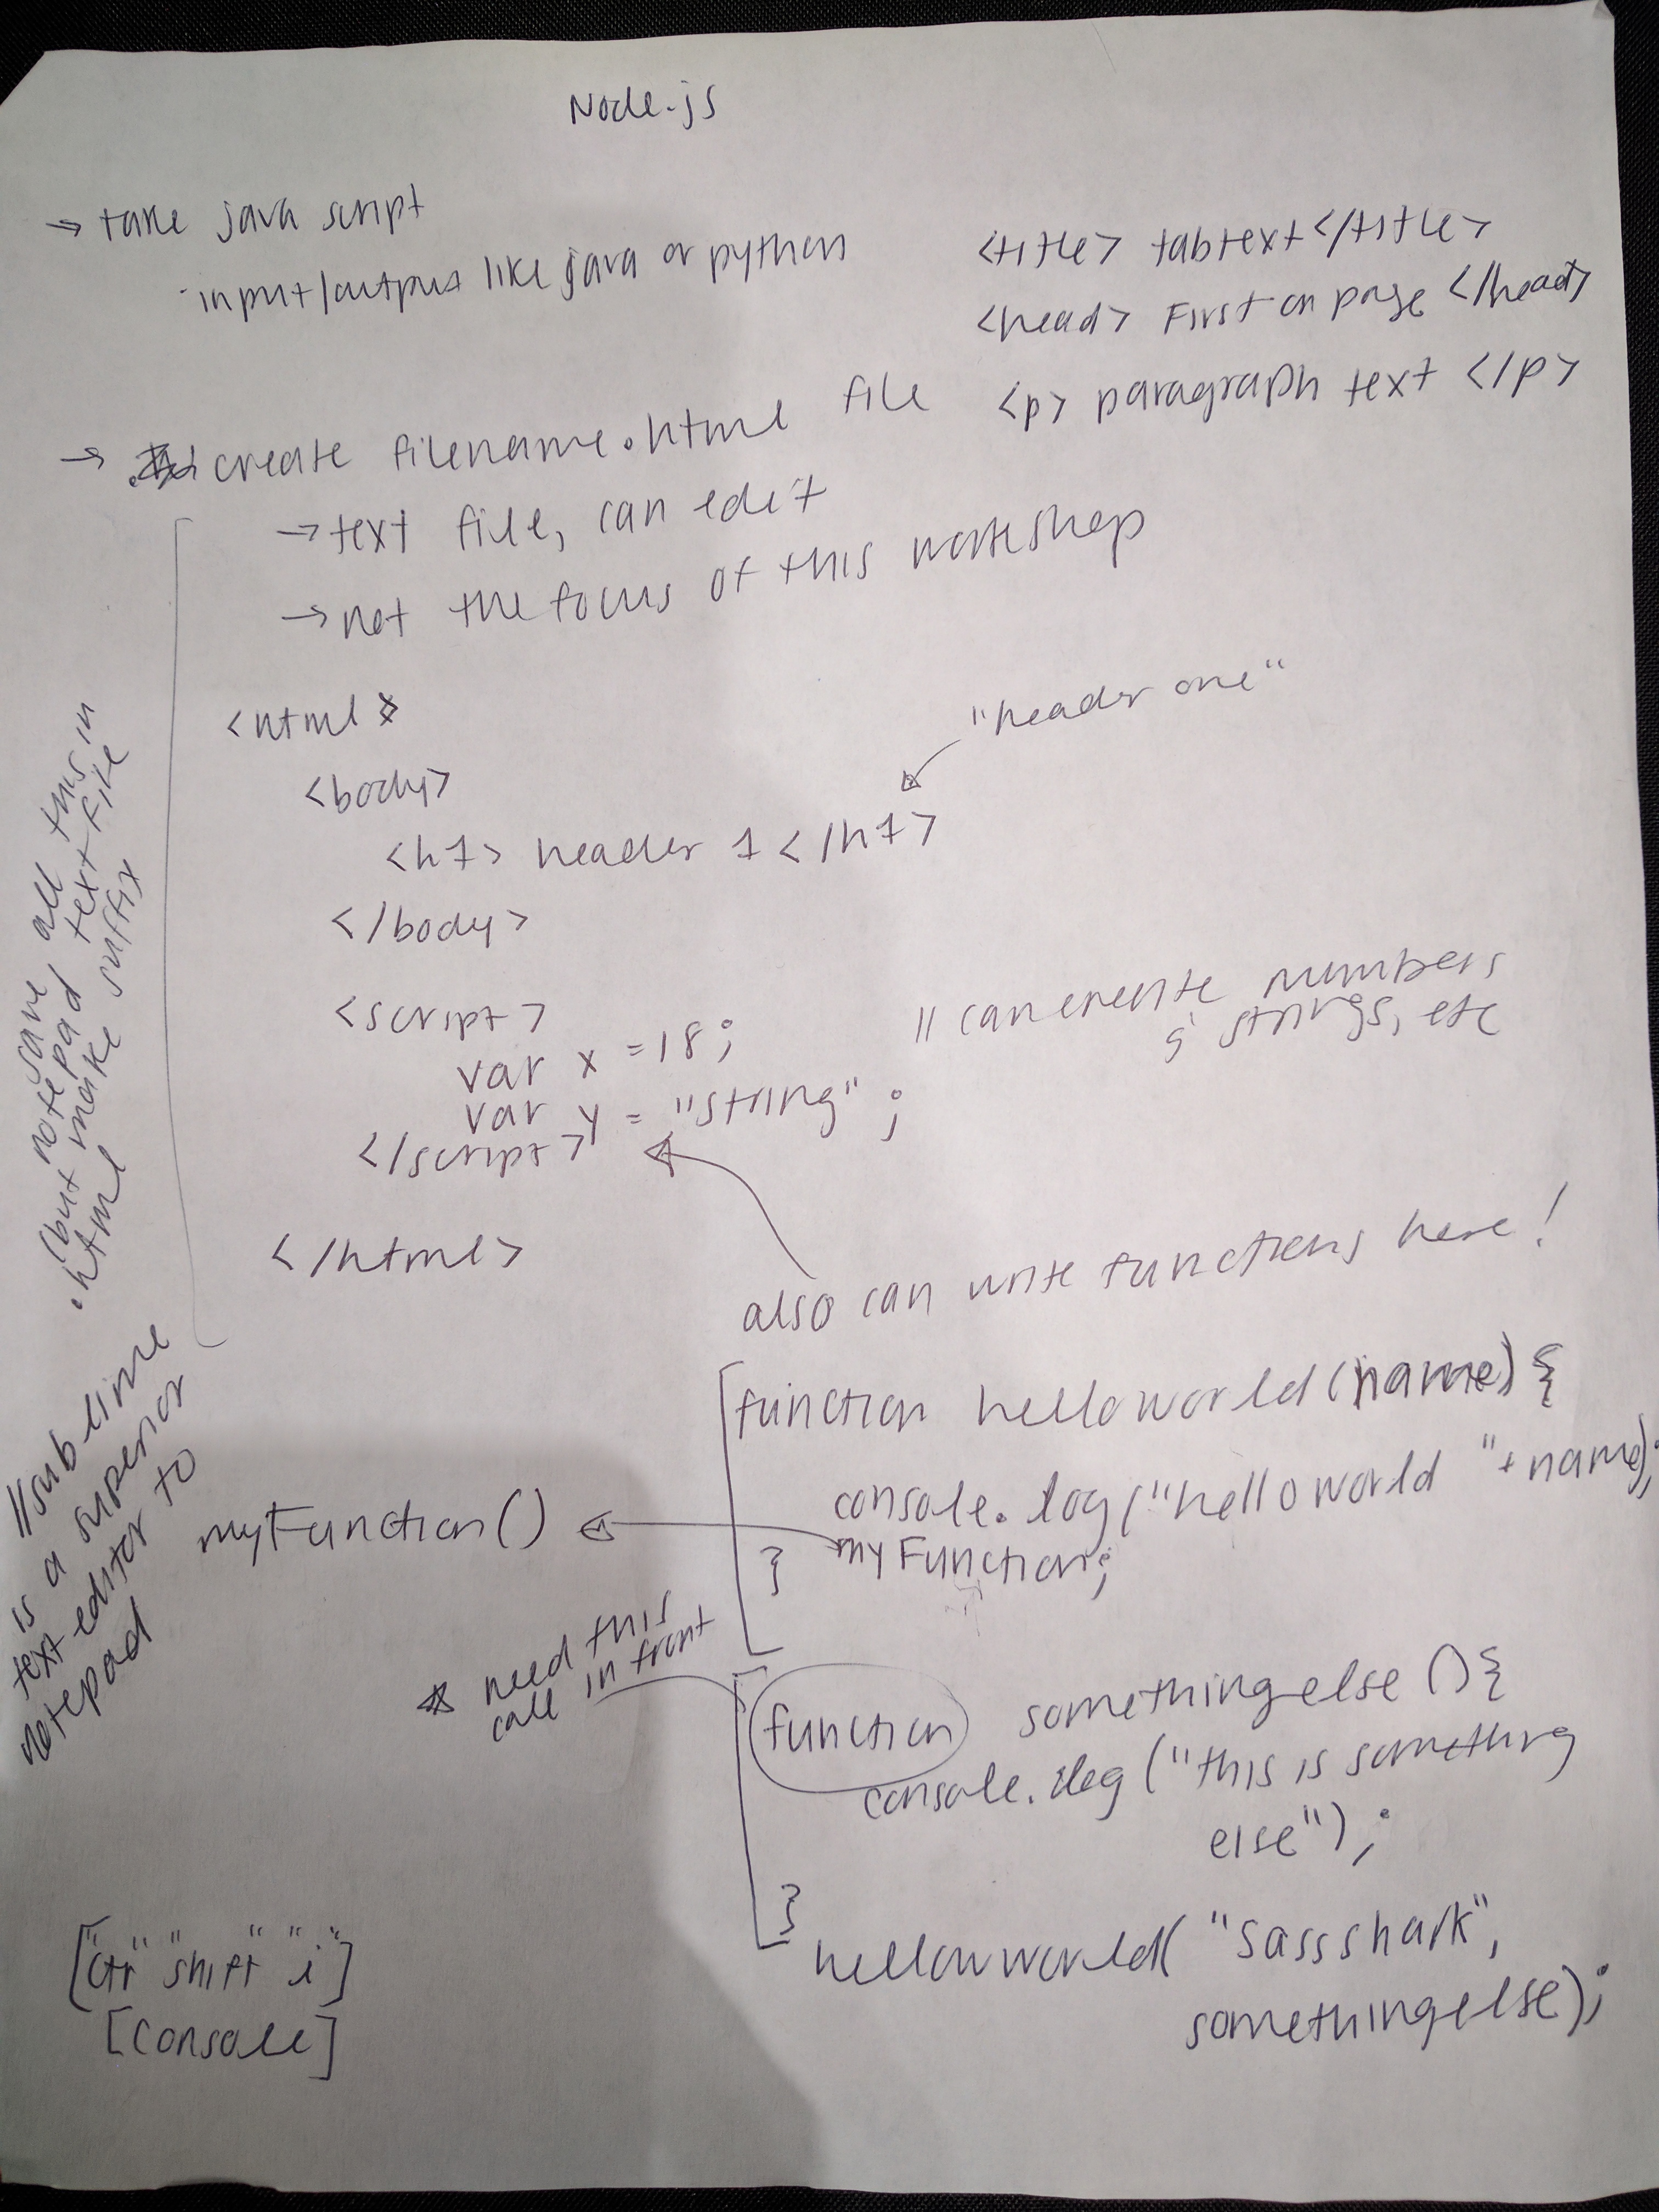 Node.js
→ take java script
input/output like java or python
<title> tabtext </title>
<head> First on page </head>
<p> paragraph text </p>
→ create filename.html file
→ text file, can edit
→ not the focus of this workshop
<html>
<body>
"header one"
<h1> header 1 </h1>
</body>
<script>
var x = 18;
var y = "string";
</script>
// can create numbers
strings, etc
</html>
also can write functions here!
save all this in
notepad text file
(but make suffix
.html
//sublime
is a superior
text editor to
notepad
function helloworld(name) {
console.log("hello world " + name);
myFunction;
}
myFunction()
need this
call in front
function somethingelse () {
console.log("this is something
else");
}
hellowworld( "sassshark",
somethingelse);
["ctr" "shift" "i"]
[console]